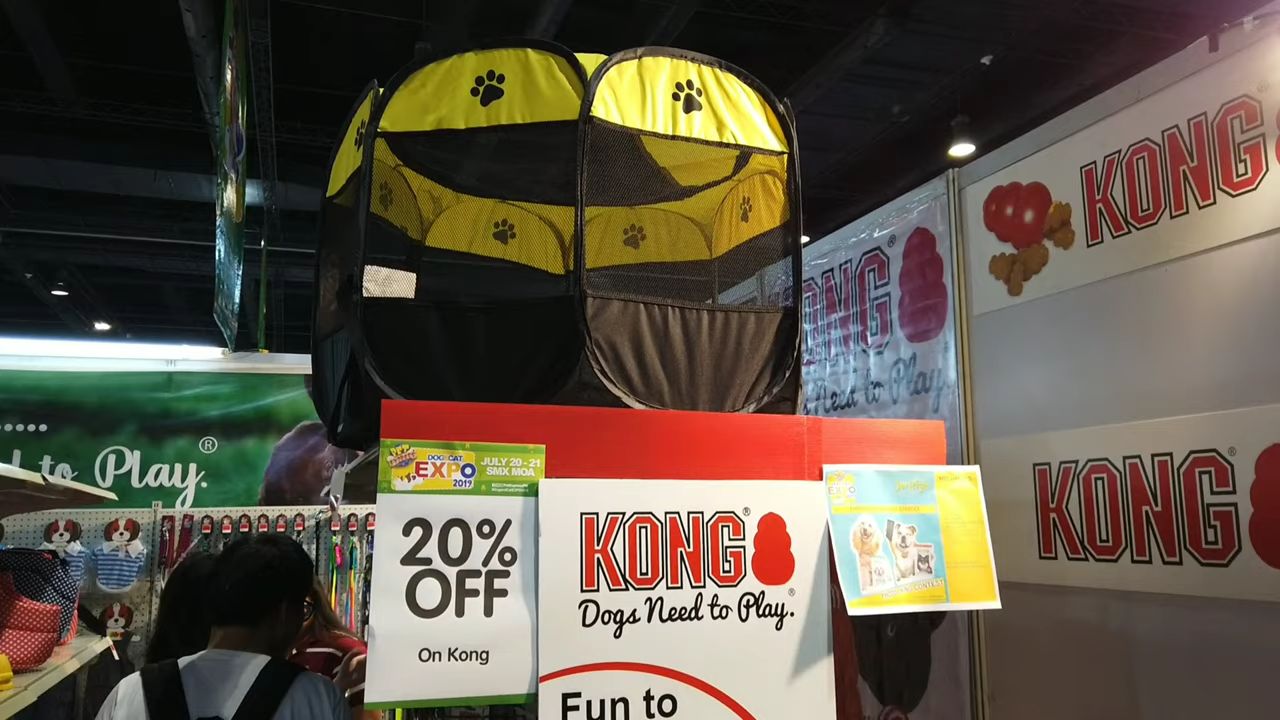 KONG®
KONG®
Need to Play
d to Play.®
DOG&CAT
EXPO
2019
JULY 20 - 21
SMX MOA
20%
OFF
On Kong
KONG®
Dogs Need to Play.®
Fun to
EXPO
KONG